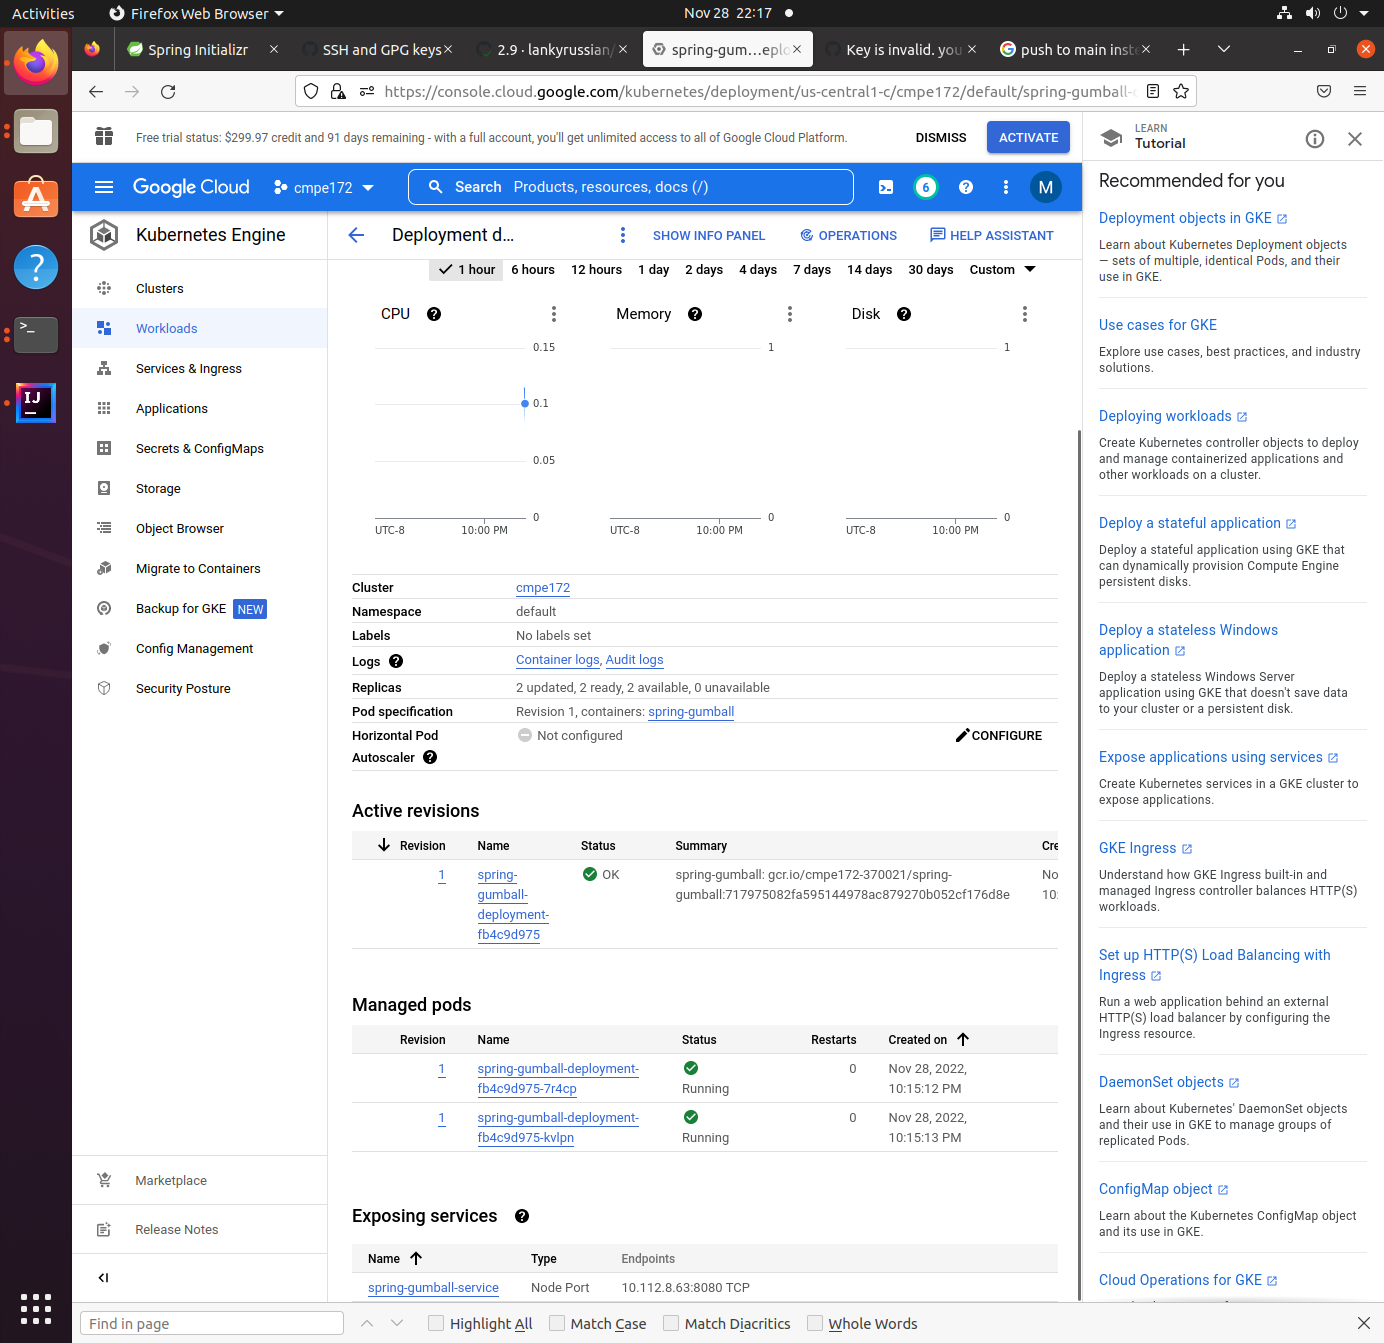 Activities
Firefox Web Browser
Nov 28 22:17
Spring Initializr
SSH and GPG keys
2.9 · lankyrussian/
spring-gum…eplo
Key is invalid. you
push to main inste
https://console.cloud.google.com/kubernetes/deployment/us-central1-c/cmpe172/default/spring-gumball-
Free trial status: $299.97 credit and 91 days remaining - with a full account, you'll get unlimited access to all of Google Cloud Platform.
DISMISS
ACTIVATE
LEARN
Tutorial
Google Cloud
cmpe172
Search Products, resources, docs (/)
6
M
Kubernetes Engine
Deployment d...
SHOW INFO PANEL
OPERATIONS
HELP ASSISTANT
Clusters
Workloads
Services & Ingress
Applications
Secrets & ConfigMaps
Storage
Object Browser
Migrate to Containers
Backup for GKE NEW
Config Management
Security Posture
Marketplace
Release Notes
1 hour 6 hours 12 hours 1 day 2 days 4 days 7 days 14 days 30 days Custom
CPU
0.15
0.1
0.05
0
UTC-8 10:00 PM
Memory
1
0
UTC-8 10:00 PM
Disk
1
0
UTC-8 10:00 PM
Cluster cmpe172
Namespace default
Labels No labels set
Logs Container logs, Audit logs
Replicas 2 updated, 2 ready, 2 available, 0 unavailable
Pod specification Revision 1, containers: spring-gumball
Horizontal Pod Autoscaler Not configured CONFIGURE
Active revisions
Revision Name Status Summary Cre
1 spring-gumball-deployment-fb4c9d975 OK spring-gumball: gcr.io/cmpe172-370021/spring-gumball:717975082fa595144978ac879270b052cf176d8e No 10:
Managed pods
Revision Name Status Restarts Created on
1 spring-gumball-deployment-fb4c9d975-7r4cp Running 0 Nov 28, 2022, 10:15:12 PM
1 spring-gumball-deployment-fb4c9d975-kvlpn Running 0 Nov 28, 2022, 10:15:13 PM
Exposing services
Name Type Endpoints
spring-gumball-service Node Port 10.112.8.63:8080 TCP
Recommended for you
Deployment objects in GKE
Learn about Kubernetes Deployment objects
— sets of multiple, identical Pods, and their
use in GKE.
Use cases for GKE
Explore use cases, best practices, and industry
solutions.
Deploying workloads
Create Kubernetes controller objects to deploy
and manage containerized applications and
other workloads on a cluster.
Deploy a stateful application
Deploy a stateful application using GKE that
can dynamically provision Compute Engine
persistent disks.
Deploy a stateless Windows
application
Deploy a stateless Windows Server
application using GKE that doesn't save data
to your cluster or a persistent disk.
Expose applications using services
Create Kubernetes services in a GKE cluster to
expose applications.
GKE Ingress
Understand how GKE Ingress built-in and
managed Ingress controller balances HTTP(S)
workloads.
Set up HTTP(S) Load Balancing with
Ingress
Run a web application behind an external
HTTP(S) load balancer by configuring the
Ingress resource.
DaemonSet objects
Learn about Kubernetes' DaemonSet objects
and their use in GKE to manage groups of
replicated Pods.
ConfigMap object
Learn about the Kubernetes ConfigMap object
and its use in GKE.
Cloud Operations for GKE
Find in page
Highlight All
Match Case
Match Diacritics
Whole Words